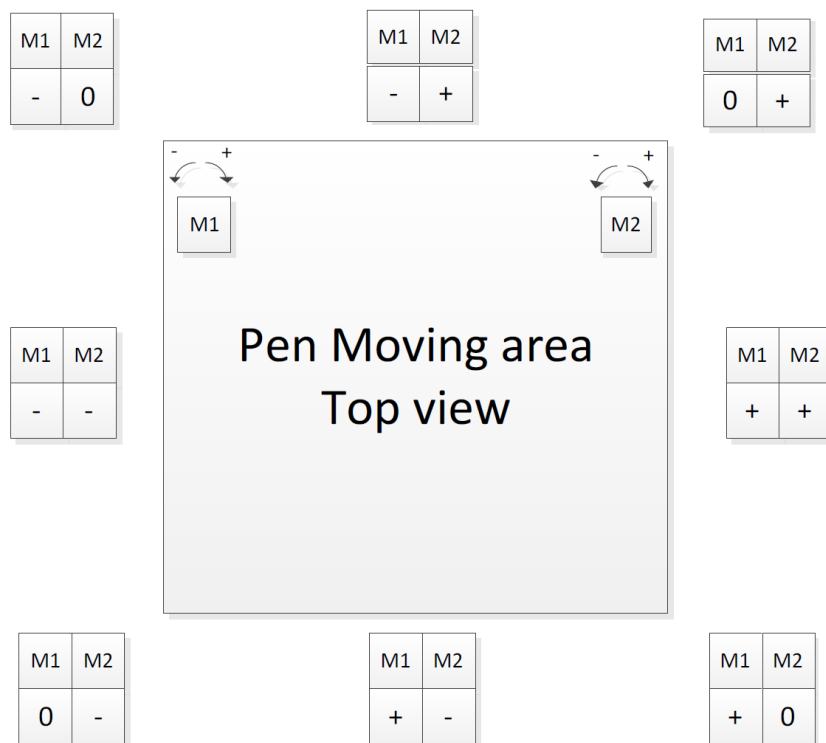 M1 M2 M1 M2 M1 M2
- 0 - + 0 +
- + - +
M1 M2
Pen Moving area
Top view
M1 M2 M1 M2
- - + +
M1 M2 M1 M2 M1 M2
0 - + - + 0